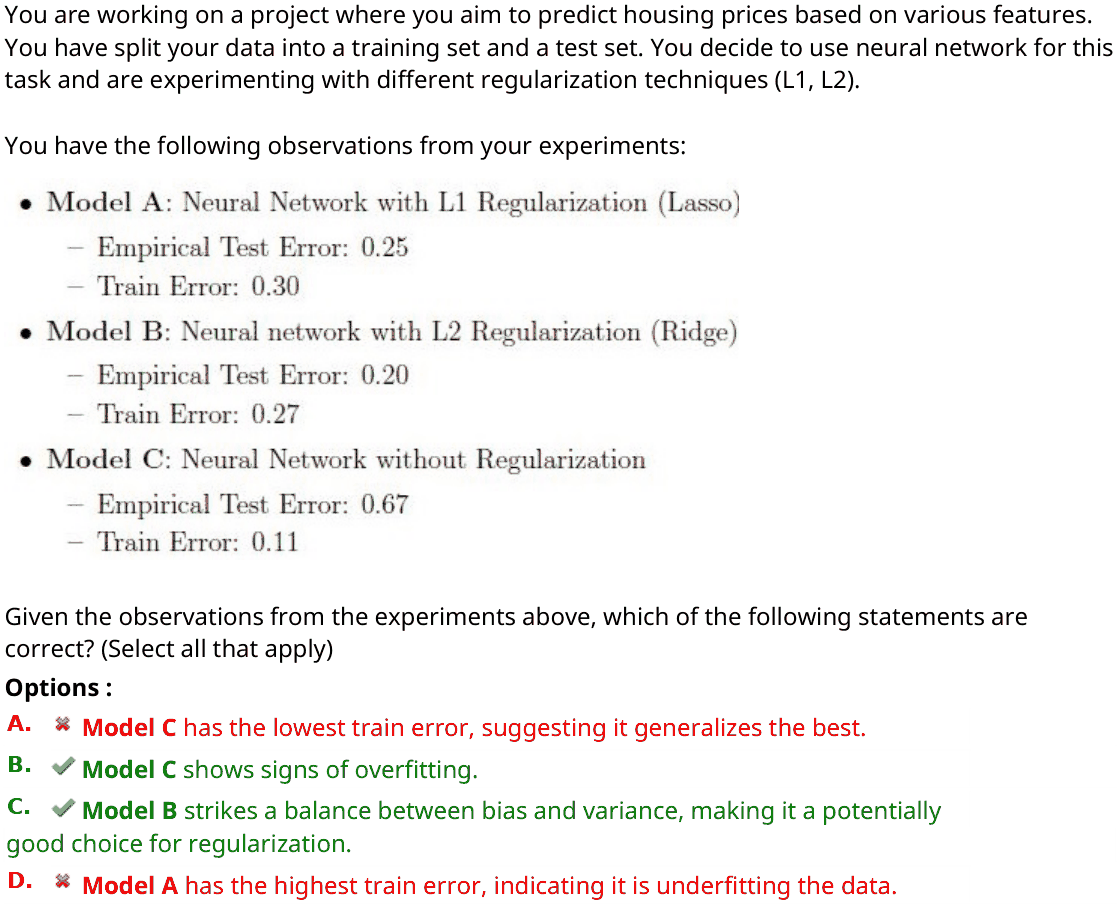 You are working on a project where you aim to predict housing prices based on various features.
You have split your data into a training set and a test set. You decide to use neural network for this
task and are experimenting with different regularization techniques (L1, L2).
You have the following observations from your experiments:
• Model A: Neural Network with L1 Regularization (Lasso)
– Empirical Test Error: 0.25
– Train Error: 0.30
• Model B: Neural network with L2 Regularization (Ridge)
– Empirical Test Error: 0.20
– Train Error: 0.27
• Model C: Neural Network without Regularization
– Empirical Test Error: 0.67
– Train Error: 0.11
Given the observations from the experiments above, which of the following statements are
correct? (Select all that apply)
Options :
A. ✖ Model C has the lowest train error, suggesting it generalizes the best.
B. ✔ Model C shows signs of overfitting.
C. ✔ Model B strikes a balance between bias and variance, making it a potentially
good choice for regularization.
D. ✖ Model A has the highest train error, indicating it is underfitting the data.